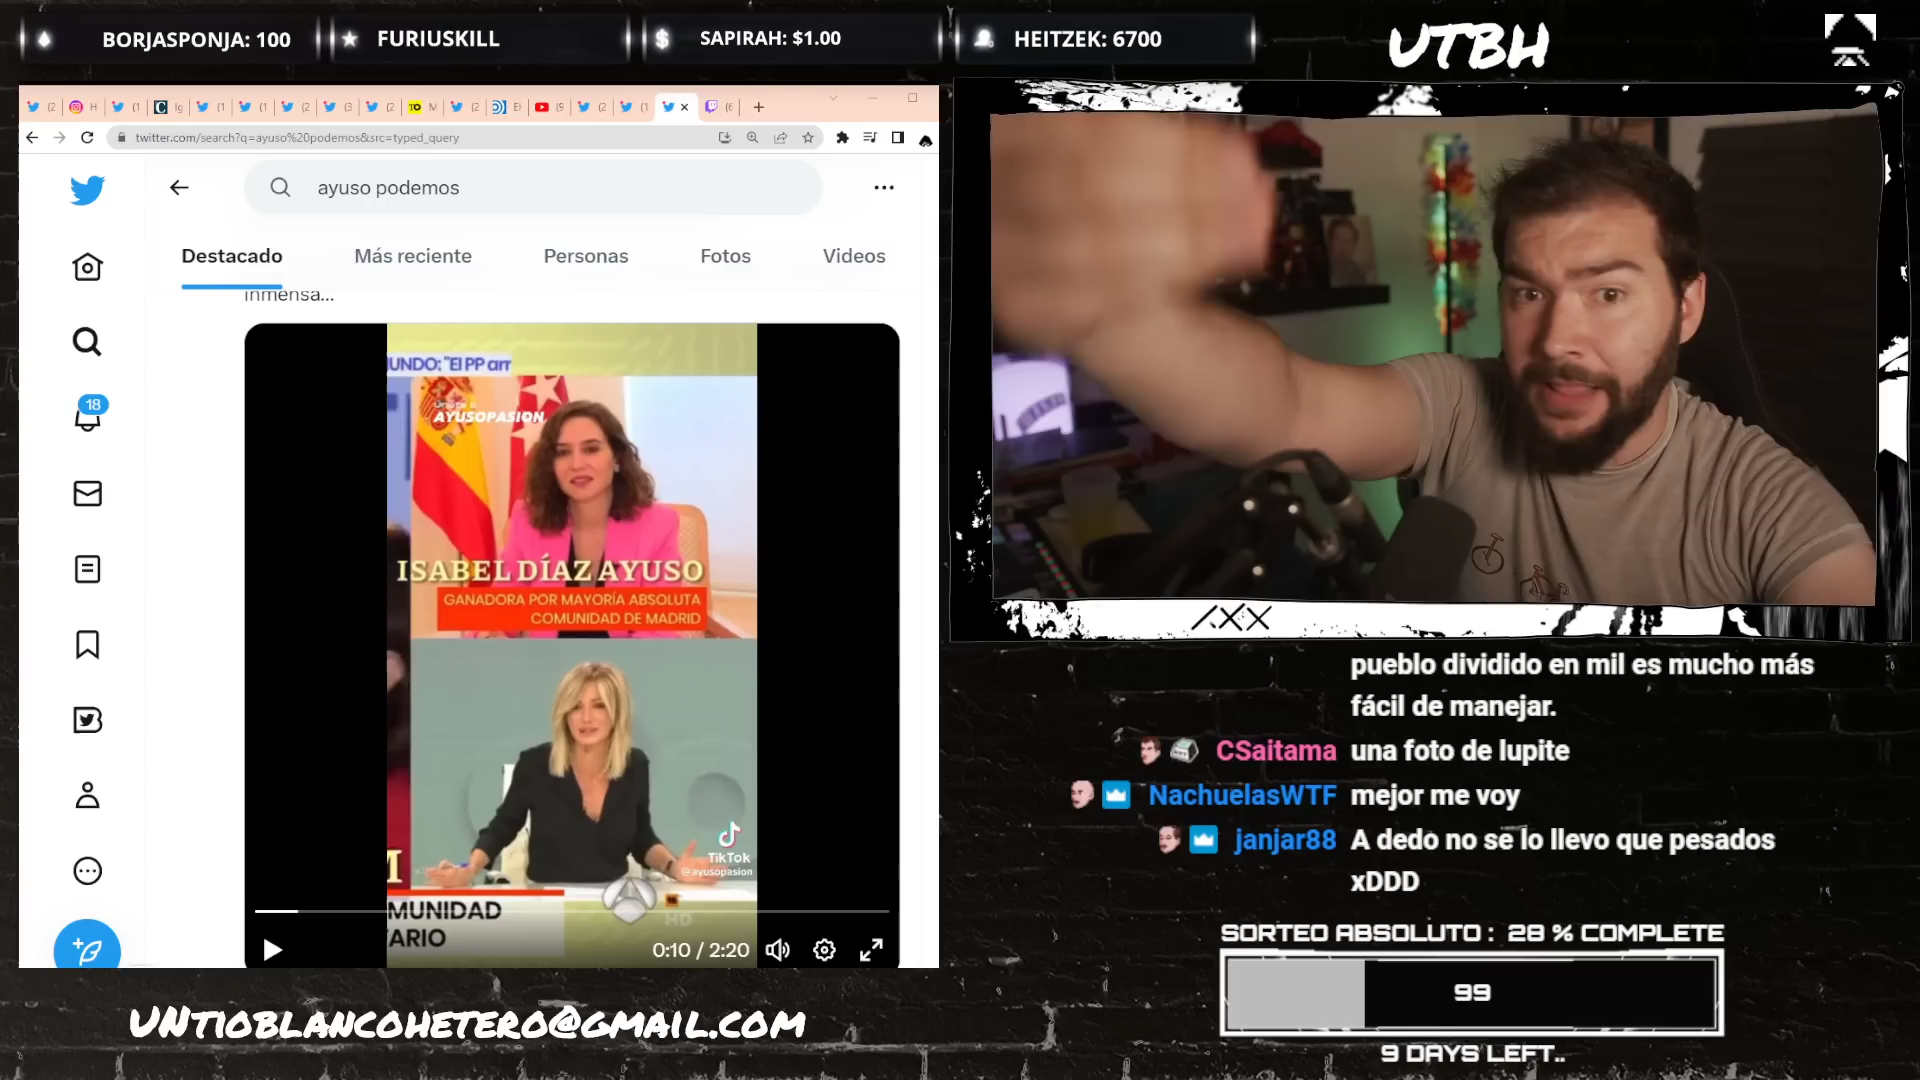 BORJASPONJA: 100
FURIUSKILL
SAPIRAH: $1.00
HEITZEK: 6700
UTBH
twitter.com/search?q=ayuso%20podemos&src=typed_query
ayuso podemos
Destacado
Más reciente
Personas
Fotos
Videos
inmensa...
18
UNDO: "El PP arr
Únete a
AYUSOPASION
ISABEL DÍAZ AYUSO
GANADORA POR MAYORÍA ABSOLUTA
COMUNIDAD DE MADRID
TikTok
@ayusopasion
HD
MUNIDAD
ARIO
0:10 / 2:20
pueblo dividido en mil es mucho más
fácil de manejar.
CSaitama una foto de lupite
NachuelasWTF mejor me voy
janjar88 A dedo no se lo llevo que pesados
xDDD
SORTEO ABSOLUTO : 28 % COMPLETE
99
9 DAYS LEFT..
UNTIOBLANCOHETERO@GMAIL.COM